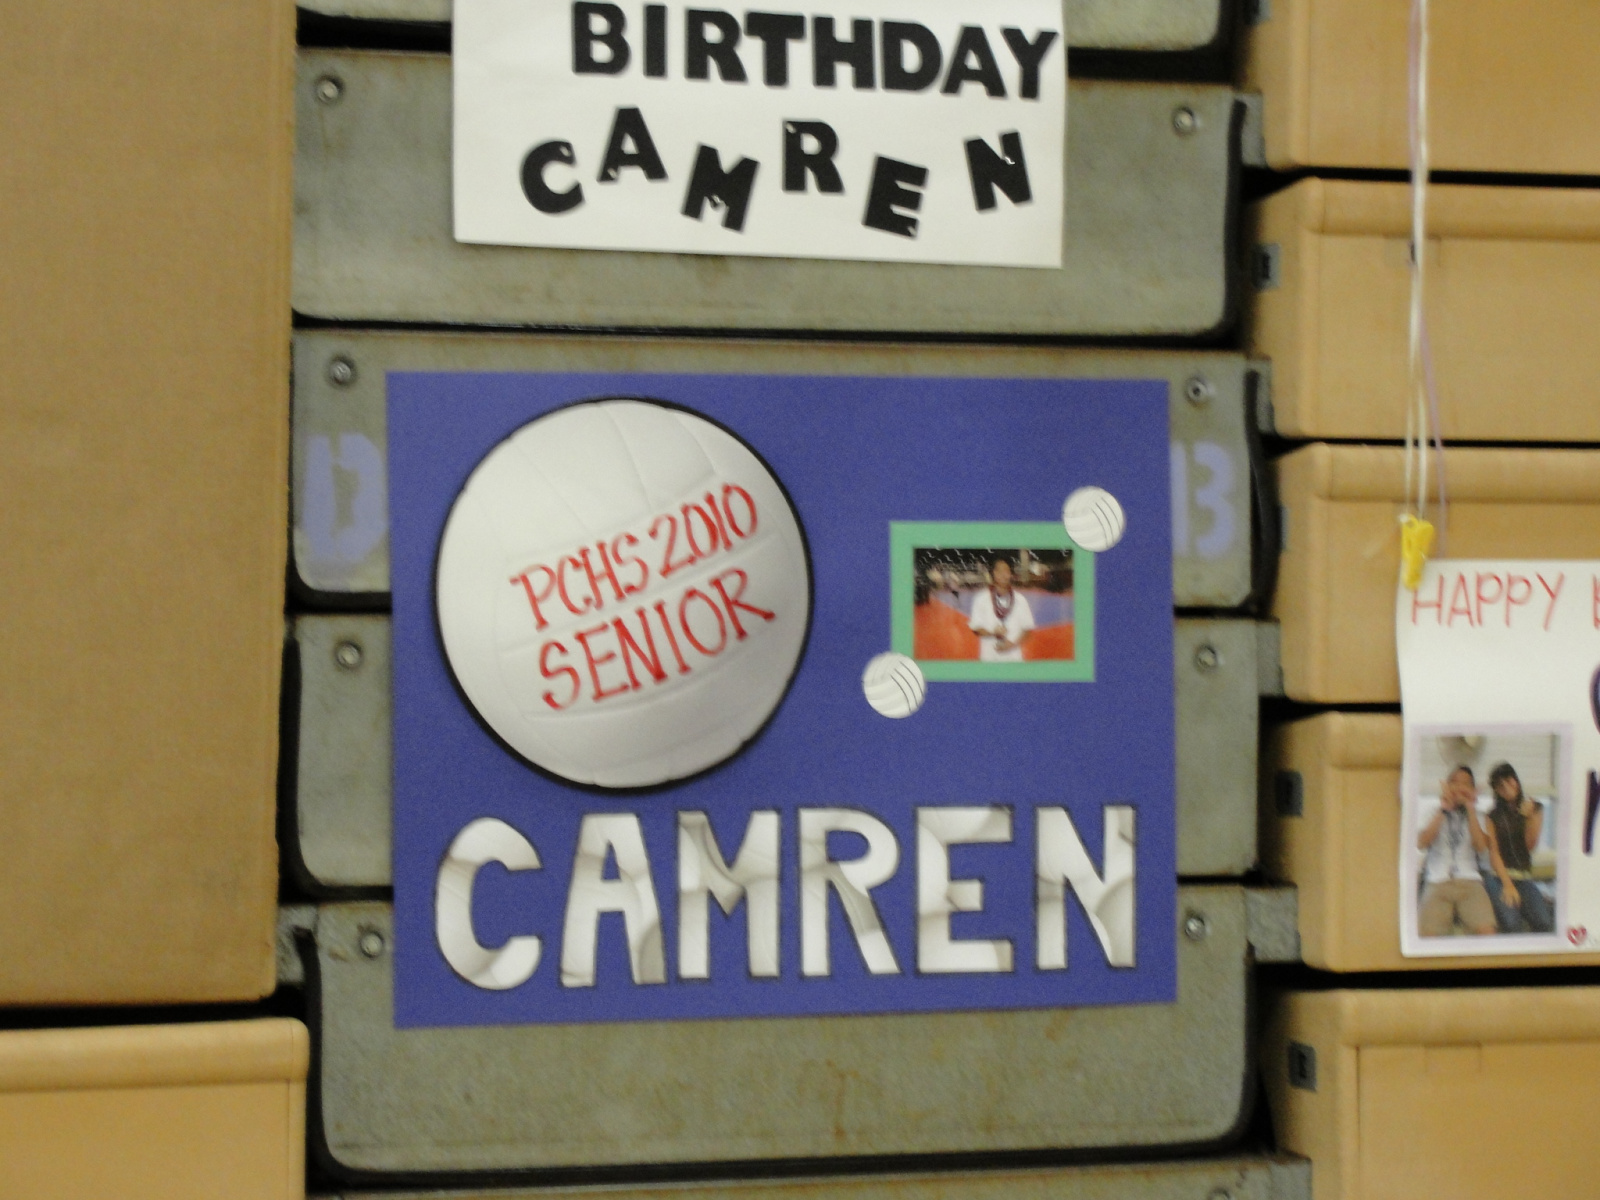 BIRTHDAY
CAMREN
D
13
PCHS 2010
SENIOR
CAMREN
HAPPY